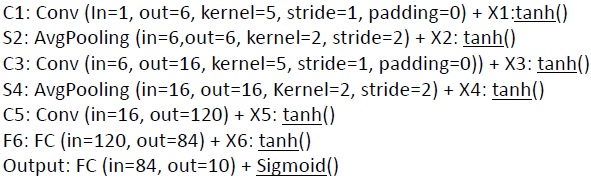 C1: Conv (In=1, out=6, kernel=5, stride=1, padding=0) + X1:tanh()
S2: AvgPooling (in=6,out=6, kernel=2, stride=2) + X2: tanh()
C3: Conv (in=6, out=16, kernel=5, stride=1, padding=0)) + X3: tanh()
S4: AvgPooling (in=16, out=16, Kernel=2, stride=2) + X4: tanh()
C5: Conv (in=16, out=120) + X5: tanh()
F6: FC (in=120, out=84) + X6: tanh()
Output: FC (in=84, out=10) + Sigmoid()